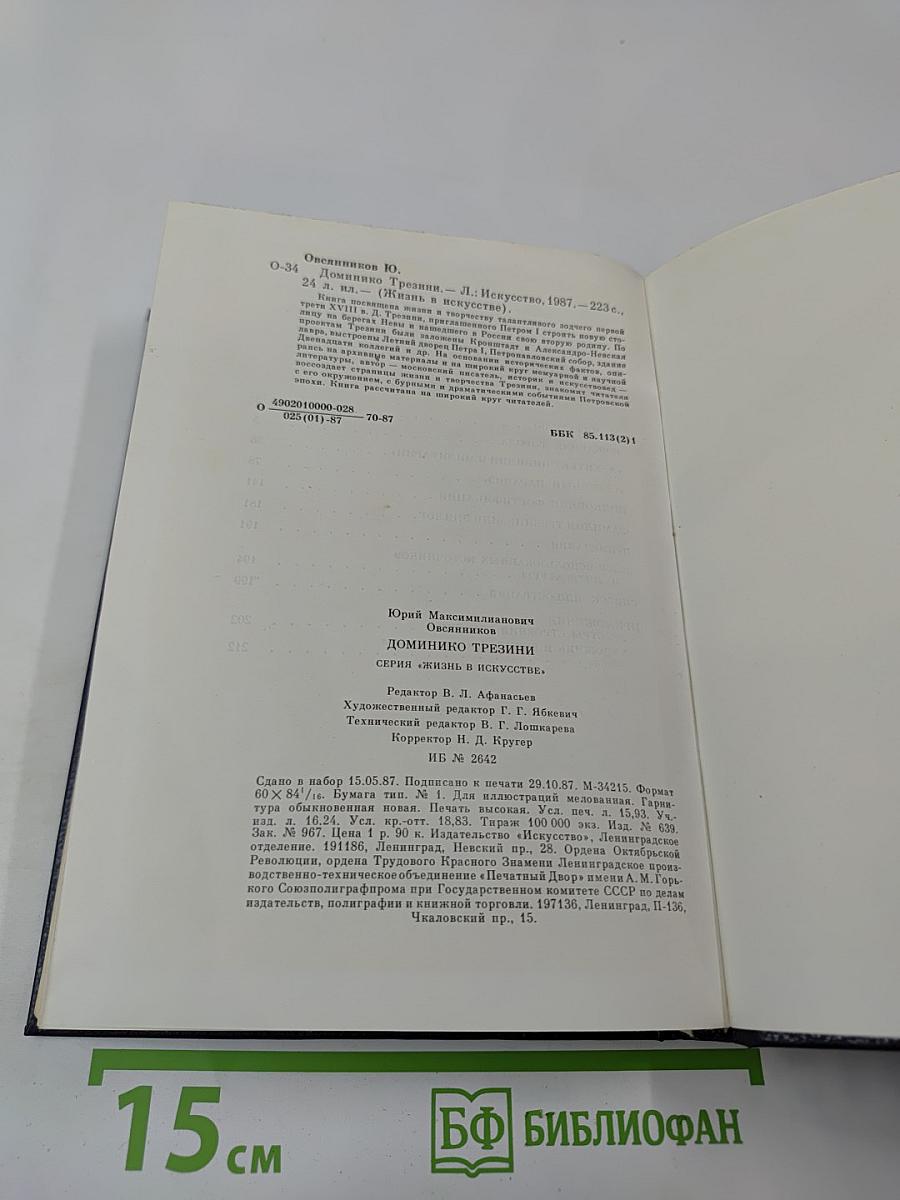 Овсянников Ю.
О-34 Доминико Трезини.— Л.: Искусство, 1987.— 223 с.,
24 л. ил.— (Жизнь в искусстве).
Книга посвящена жизни и творчеству талантливого зодчего первой
трети XVIII в. Д. Трезини, приглашенного Петром I строить новую сто-
лицу на берегах Невы и нашедшего в России свою вторую родину. По
проектам Трезини были заложены Кронштадт и Александро-Невская
лавра, выстроены Летний дворец Петра I, Петропавловский собор, здание
Двенадцати коллегий и др. На основании исторических фактов, опи-
раясь на архивные материалы и на широкий круг мемуарной и научной
литературы, автор — московский писатель, историк и искусствовед —
воссоздает страницы жизни и творчества Трезини, знакомит читателя
с его окружением, с бурными и драматическими событиями Петровской
эпохи. Книга рассчитана на широкий круг читателей.
О 4902010000-028
025(01)-87 70-87
ББК 85.113(2)1
Юрий Максимилианович
Овсянников
ДОМИНИКО ТРЕЗИНИ
СЕРИЯ «ЖИЗНЬ В ИСКУССТВЕ»
Редактор В. Л. Афанасьев
Художественный редактор Г. Г. Ябкевич
Технический редактор В. Г. Лошкарева
Корректор Н. Д. Кругер
ИБ № 2642
Сдано в набор 15.05.87. Подписано к печати 29.10.87. М-34215. Формат
60 × 84 1/16. Бумага тип. № 1. Для иллюстраций мелованная. Гарни-
тура обыкновенная новая. Печать высокая. Усл. печ. л. 15,93. Уч.-
изд. л. 16.24. Усл. кр.-отт. 18,83. Тираж 100 000 экз. Изд. № 639.
Зак. № 967. Цена 1 р. 90 к. Издательство «Искусство», Ленинградское
отделение. 191186, Ленинград, Невский пр., 28. Ордена Октябрьской
Революции, ордена Трудового Красного Знамени Ленинградское произ-
водственно-техническое объединение «Печатный Двор» имени А. М. Горь-
кого Союзполиграфпрома при Государственном комитете СССР по делам
издательств, полиграфии и книжной торговли. 197136, Ленинград, П-136,
Чкаловский пр., 15.
15 см
БФ БИБЛИОФАН